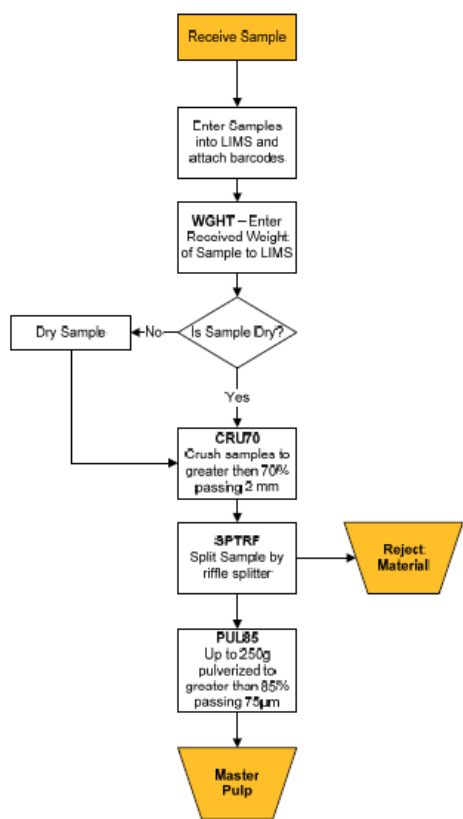 Receive Sample
Enter Samples
into LIMS and
attach barcodes
WGHT – Enter
Received Weight
of Sample to LIMS
Is Sample Dry?
No
Dry Sample
Yes
CRU70
Crush samples to
greater then 70%
passing 2 mm
SPTRF
Split Sample by
riffle splitter
Reject
Material
PUL85
Up to 250g
pulverized to
greater than 85%
passing 75µm
Master
Pulp